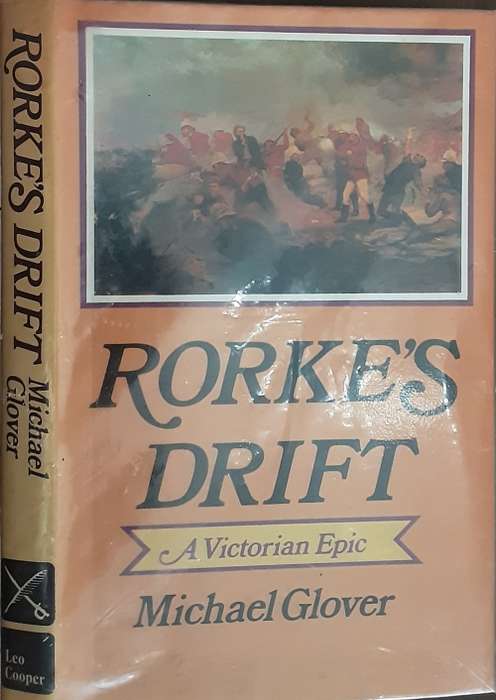 RORKE'S DRIFT
Michael
Glover
Leo
Cooper
RORKE'S
DRIFT
A Victorian Epic
Michael Glover